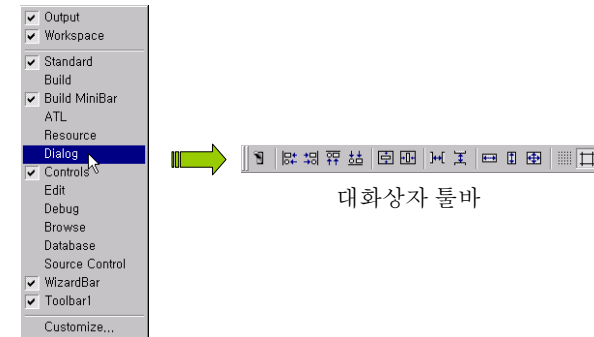 Output
Workspace
Standard
Build
Build MiniBar
ATL
Resource
Dialog
Controls
Edit
Debug
Browse
Database
Source Control
WizardBar
Toolbar1
Customize...
대화상자 툴바